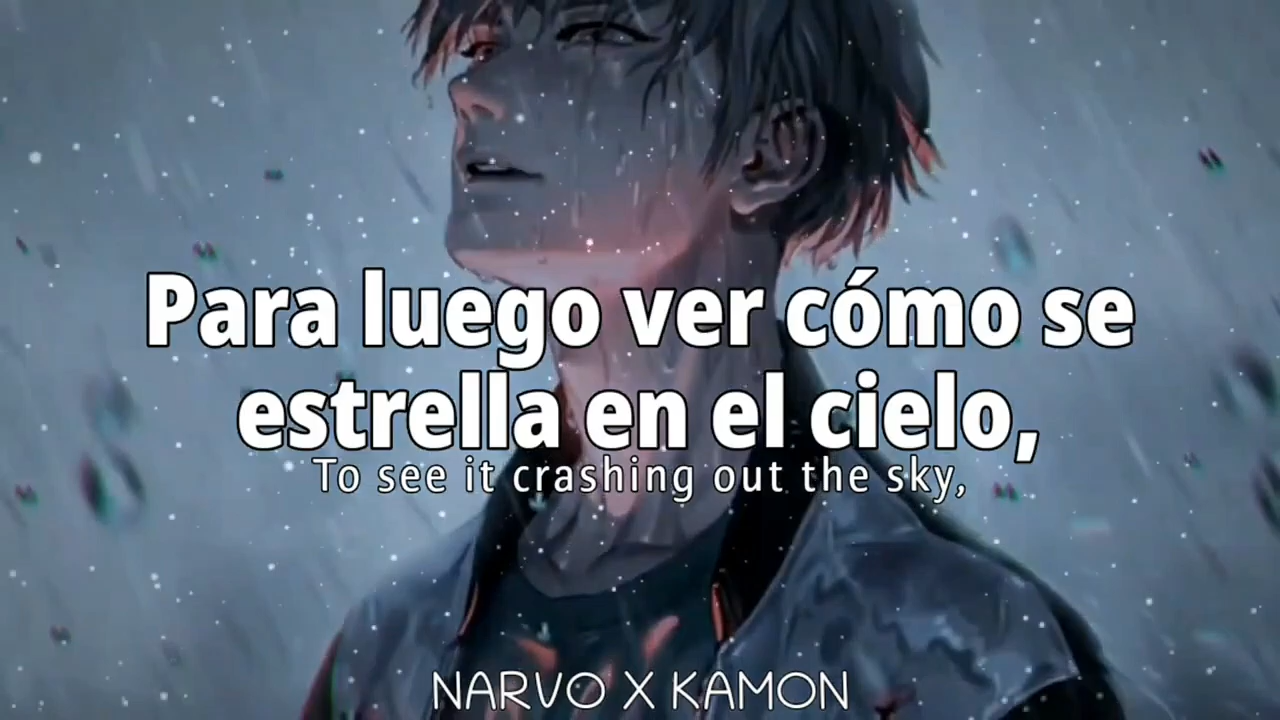 Para luego ver cómo se
estrella en el cielo,
To see it crashing out the sky,
NARVO X KAMON